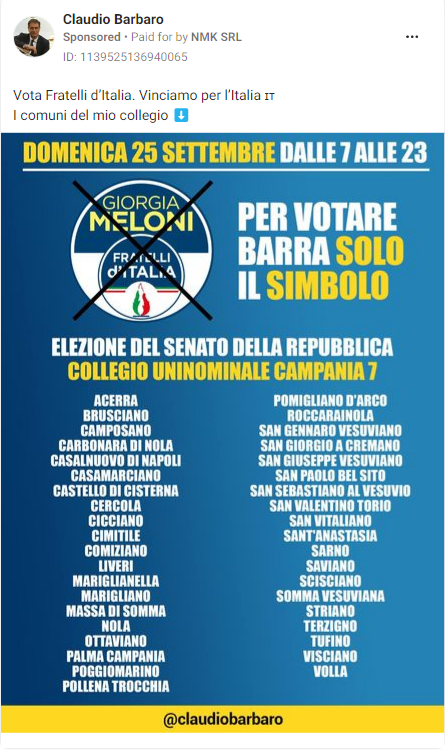 Claudio Barbaro
Sponsored • Paid for by NMK SRL
ID: 1139525136940065
Vota Fratelli d'Italia. Vinciamo per l'Italia IT
I comuni del mio collegio ⬇️
DOMENICA 25 SETTEMBRE DALLE 7 ALLE 23
GIORGIA
MELONI
FRATELLI
d'ITALIA
PER VOTARE
BARRA SOLO
IL SIMBOLO
ELEZIONE DEL SENATO DELLA REPUBBLICA
COLLEGIO UNINOMINALE CAMPANIA 7
ACERRA
BRUSCIANO
CAMPOSANO
CARBONARA DI NOLA
CASALNUOVO DI NAPOLI
CASAMARCIANO
CASTELLO DI CISTERNA
CERCOLA
CICCIANO
CIMITILE
COMIZIANO
LIVERI
MARIGLIANELLA
MARIGLIANO
MASSA DI SOMMA
NOLA
OTTAVIANO
PALMA CAMPANIA
POGGIOMARINO
POLLENA TROCCHIA
POMIGLIANO D'ARCO
ROCCARAINOLA
SAN GENNARO VESUVIANO
SAN GIORGIO A CREMANO
SAN GIUSEPPE VESUVIANO
SAN PAOLO BEL SITO
SAN SEBASTIANO AL VESUVIO
SAN VALENTINO TORIO
SAN VITALIANO
SANT'ANASTASIA
SARNO
SAVIANO
SCISCIANO
SOMMA VESUVIANA
STRIANO
TERZIGNO
TUFINO
VISCIANO
VOLLA
@claudiobarbaro